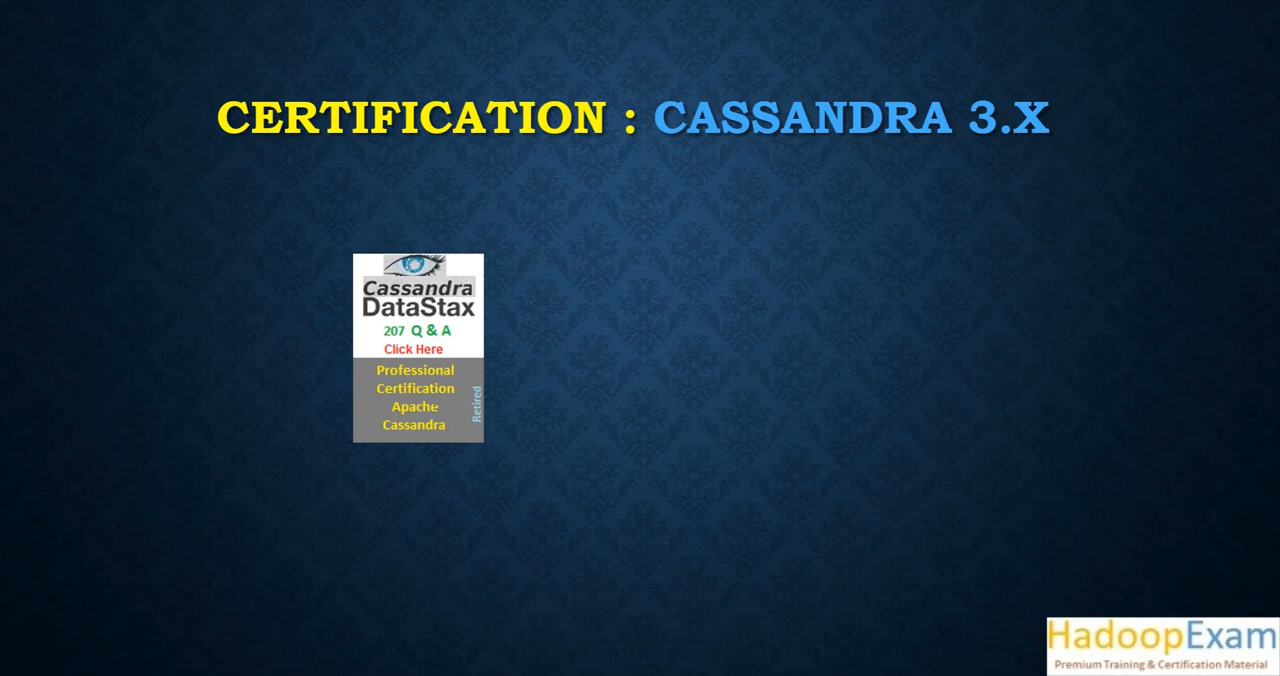 CERTIFICATION : CASSANDRA 3.X
Cassandra
DataStax
207 Q & A
Click Here
Professional
Certification
Apache
Cassandra
Retired
HadoopExam
Premium Training & Certification Material